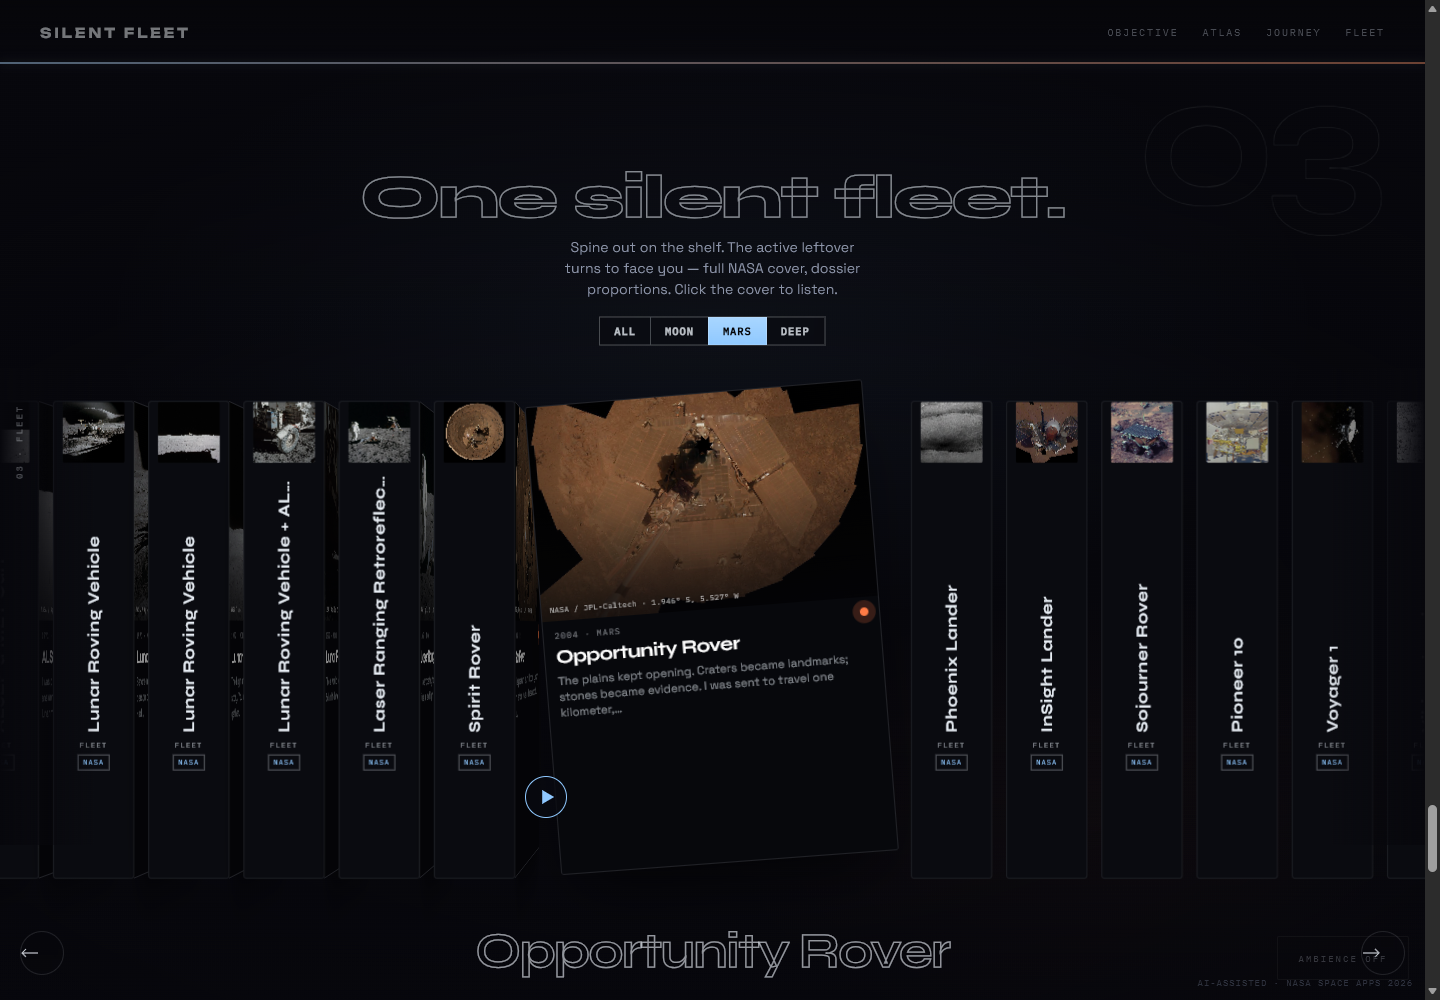 SILENT FLEET
OBJECTIVE ATLAS JOURNEY FLEET
03
One silent fleet.
Spine out on the shelf. The active leftover
turns to face you — full NASA cover, dossier
proportions. Click the cover to listen.
ALL MOON MARS DEEP
03 · FLEET
Lunar Roving Vehicle
FLEET
NASA
Lunar Roving Vehicle
FLEET
NASA
Lunar Roving Vehicle + AL...
FLEET
NASA
Laser Ranging Retroreflec...
FLEET
NASA
Spirit Rover
FLEET
NASA
NASA / JPL-Caltech · 1.946° S, 5.527° W
2004 · MARS
Opportunity Rover
The plains kept opening. Craters became landmarks;
stones became evidence. I was sent to travel one
kilometer,...
Phoenix Lander
FLEET
NASA
InSight Lander
FLEET
NASA
Sojourner Rover
FLEET
NASA
Pioneer 10
FLEET
NASA
Voyager 1
FLEET
NASA
←
Opportunity Rover
→
AMBIENCE OFF
AI-ASSISTED · NASA SPACE APPS 2026